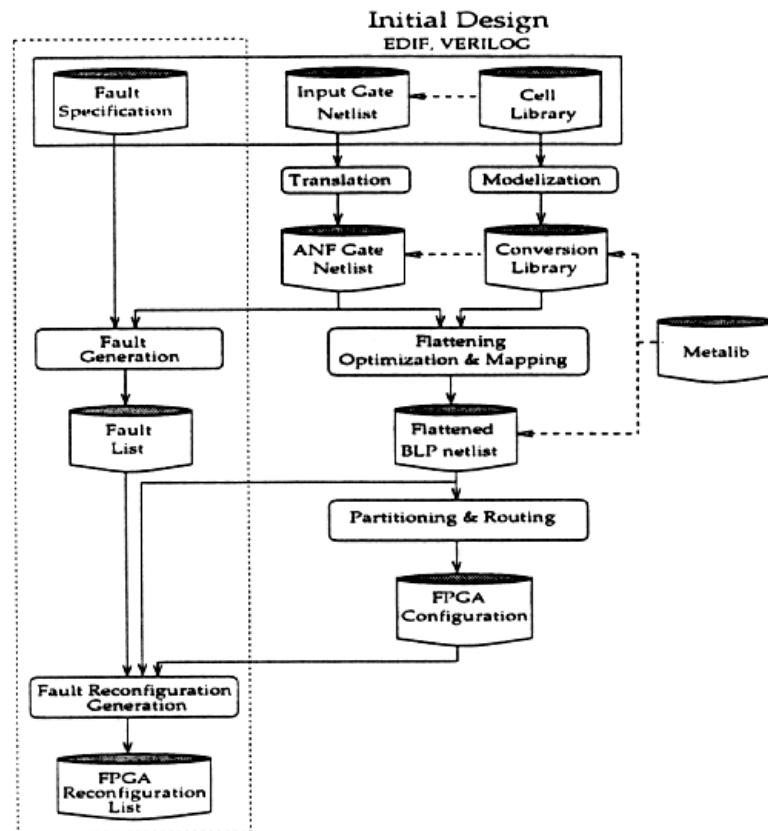 Initial Design
EDIF, VERILOG
Fault
Specification
Input Gate
Netlist
Cell
Library
Translation
Modelization
ANF Gate
Netlist
Conversion
Library
Fault
Generation
Flattening
Optimization & Mapping
Metalib
Fault
List
Flattened
BLP netlist
Partitioning & Routing
FPGA
Configuration
Fault Reconfiguration
Generation
FPGA
Reconfiguration
List